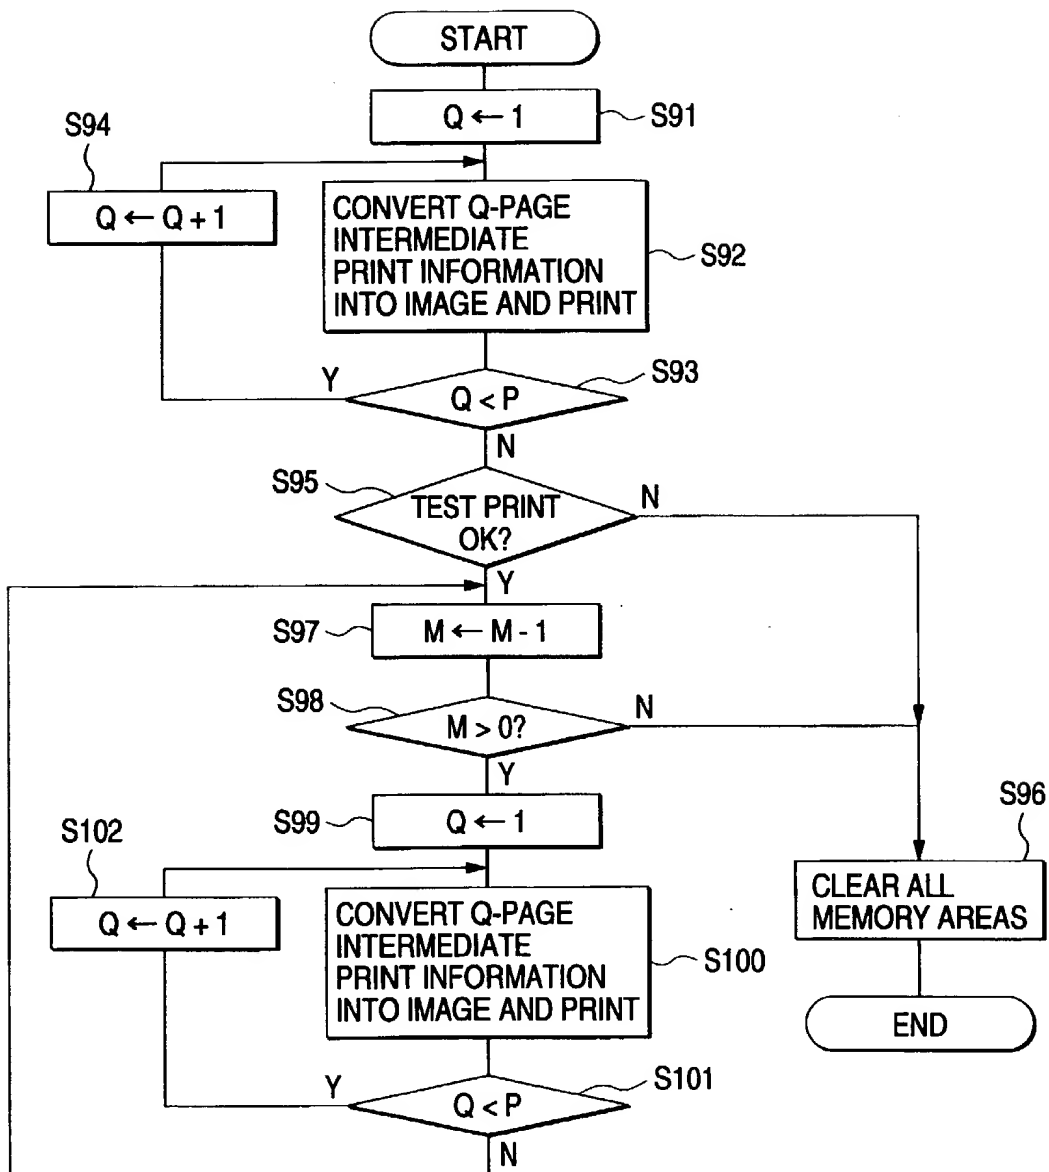 START
Q ← 1
S91
S94
Q ← Q + 1
CONVERT Q-PAGE
INTERMEDIATE
PRINT INFORMATION
INTO IMAGE AND PRINT
S92
Y
Q < P
S93
N
S95
TEST PRINT
OK?
N
Y
S97
M ← M - 1
S98
M > 0?
N
Y
S99
Q ← 1
S96
CLEAR ALL
MEMORY AREAS
END
S102
Q ← Q + 1
CONVERT Q-PAGE
INTERMEDIATE
PRINT INFORMATION
INTO IMAGE AND PRINT
S100
Y
Q < P
S101
N